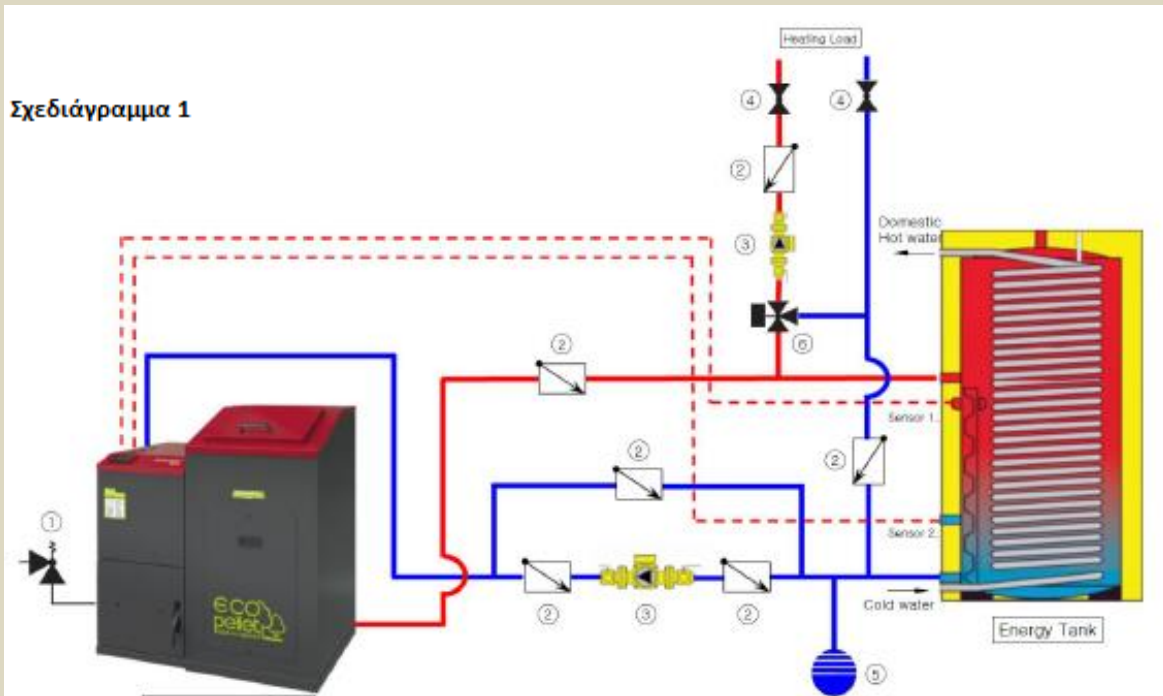 Heating Load
Σχεδιάγραμμα 1
④
④
②
Domestic
Hot water
③
②
⑥
Sensor 1..
②
②
①
Sensor 2..
eco
pellet
②
③
②
Cold water
Energy Tank
⑤